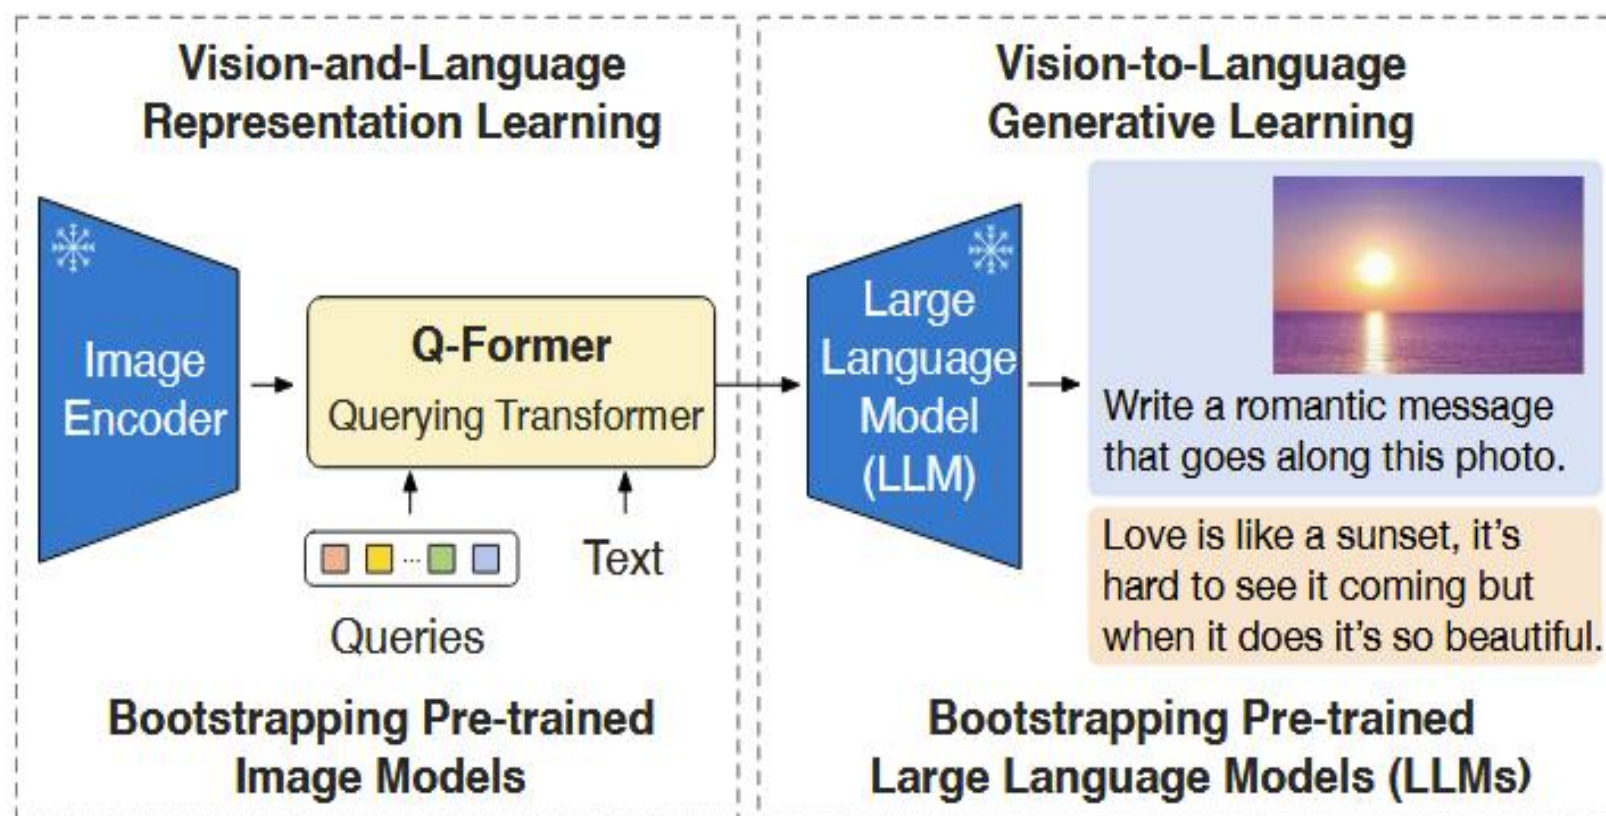 Vision-and-Language
Representation Learning
Image
Encoder
Q-Former
Querying Transformer
...
Queries
Text
Bootstrapping Pre-trained
Image Models
Vision-to-Language
Generative Learning
Large
Language
Model
(LLM)
Write a romantic message
that goes along this photo.
Love is like a sunset, it's
hard to see it coming but
when it does it's so beautiful.
Bootstrapping Pre-trained
Large Language Models (LLMs)